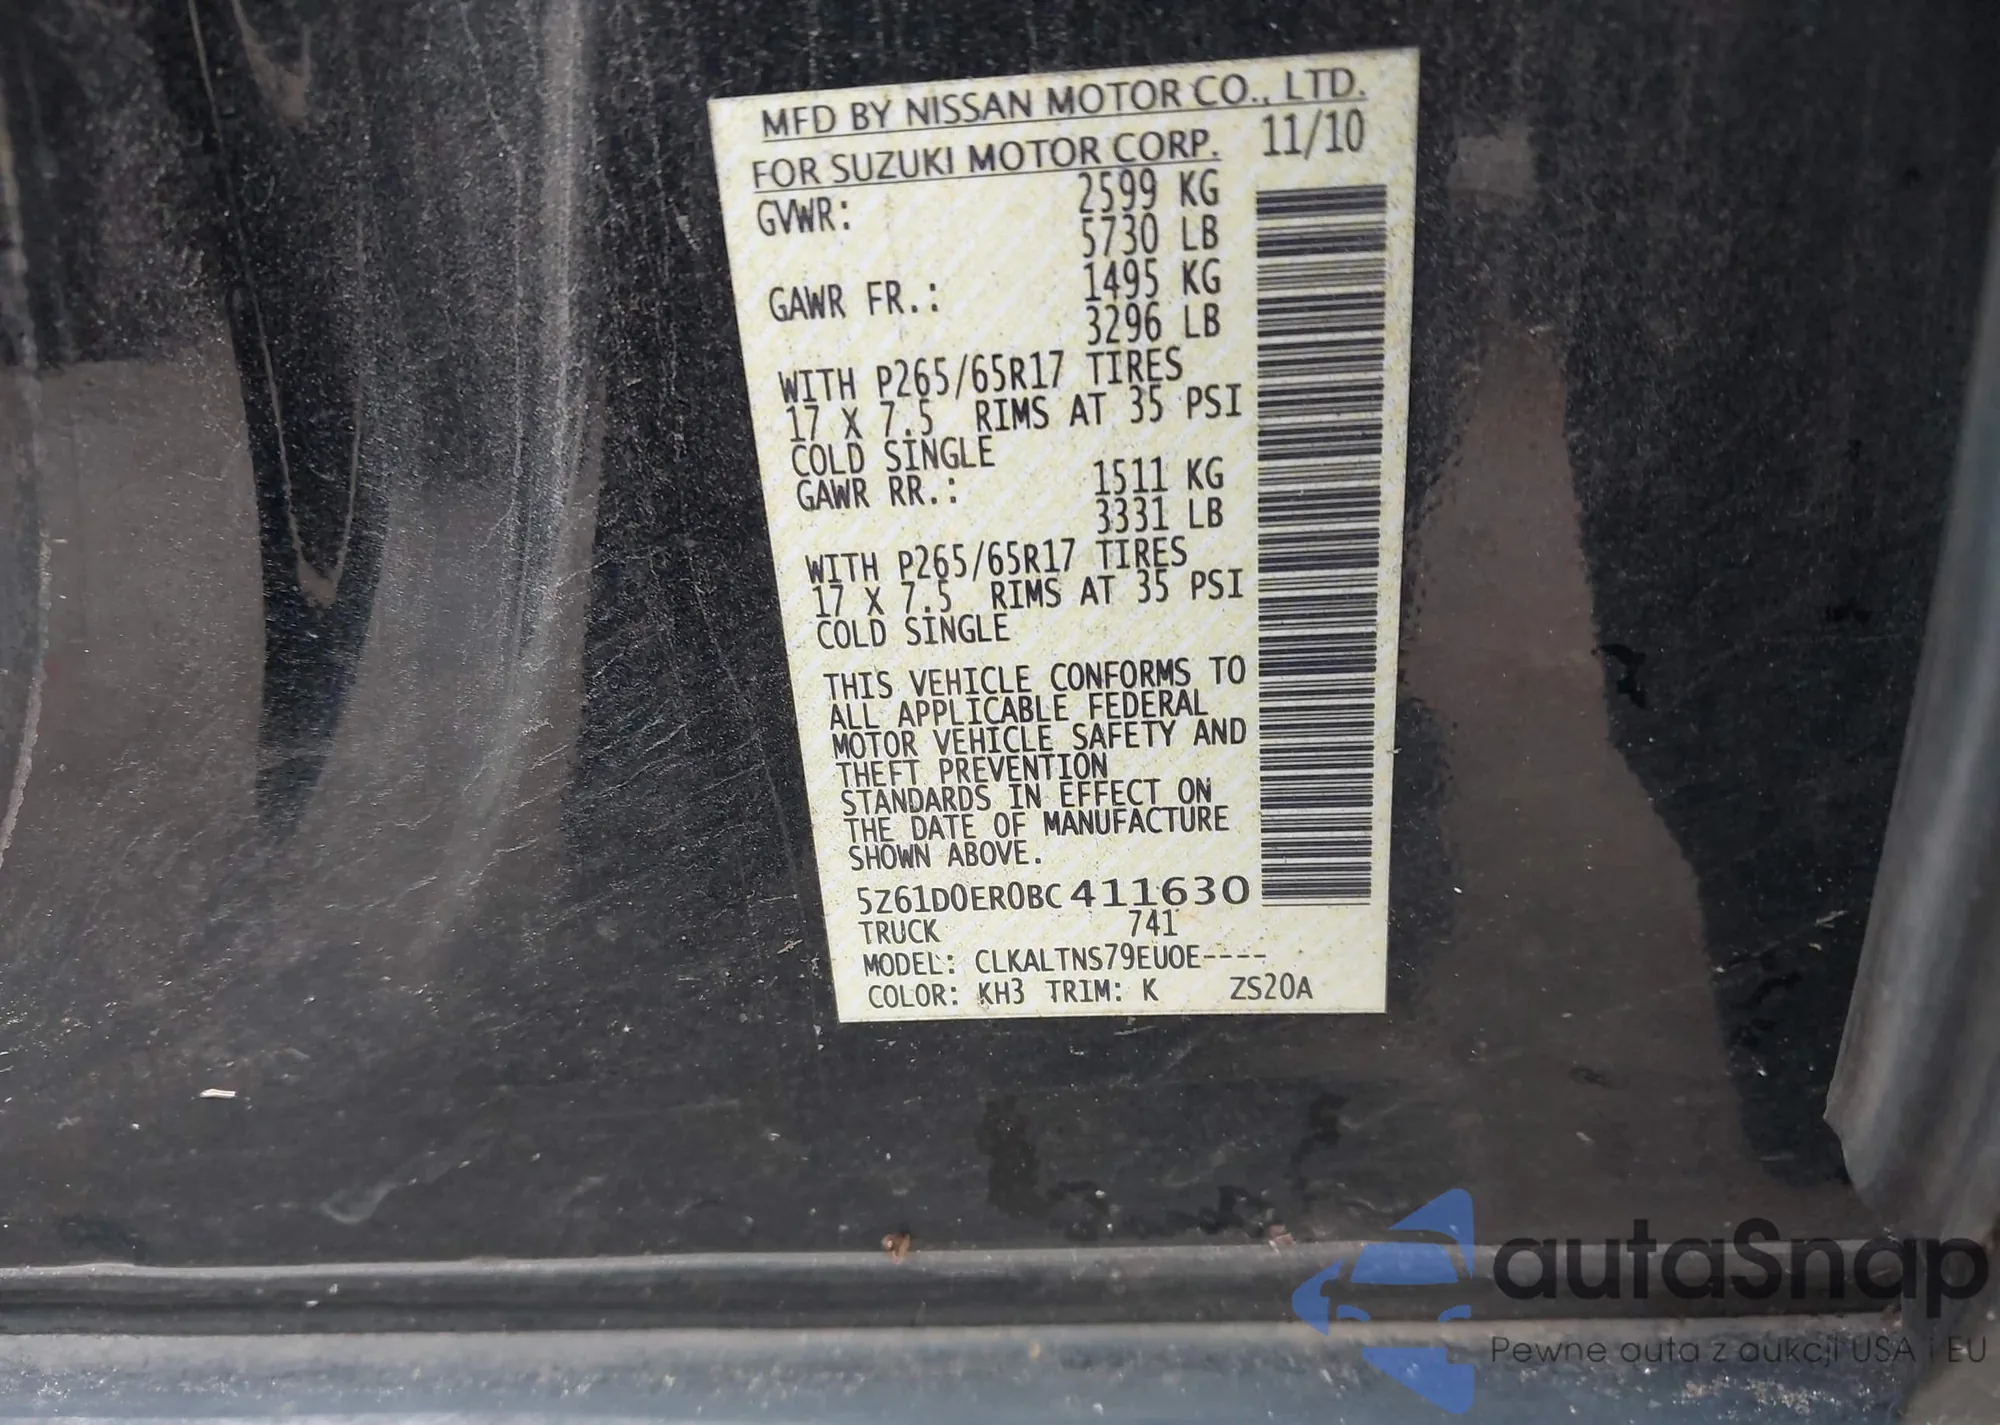 MFD BY NISSAN MOTOR CO., LTD.
FOR SUZUKI MOTOR CORP. 11/10
GVWR: 2599 KG
5730 LB
GAWR FR.: 1495 KG
3296 LB
WITH P265/65R17 TIRES
17 X 7.5 RIMS AT 35 PSI
COLD SINGLE
GAWR RR.: 1511 KG
3331 LB
WITH P265/65R17 TIRES
17 X 7.5 RIMS AT 35 PSI
COLD SINGLE
THIS VEHICLE CONFORMS TO
ALL APPLICABLE FEDERAL
MOTOR VEHICLE SAFETY AND
THEFT PREVENTION
STANDARDS IN EFFECT ON
THE DATE OF MANUFACTURE
SHOWN ABOVE.
5Z61D0ER0BC411630
TRUCK 741
MODEL: CLKALTNS79EUOE----
COLOR: KH3 TRIM: K ZS20A
autaSnap
Pewne auta z aukcji USA i EU